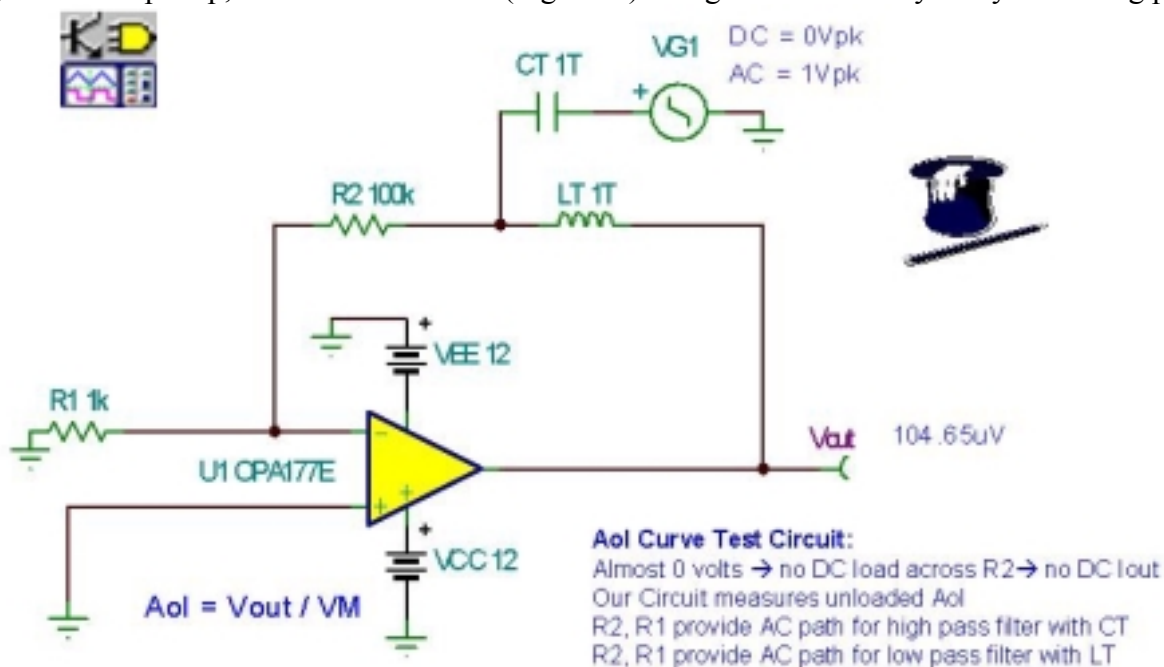 DC = 0Vpk
VG1
AC = 1Vpk
CT 1T
+
R2 100k
LT 1T
+
VEE 12
R1 1k
Vout
104.65uV
-
U1 OPA177E
+
+
+
VCC 12
Aol = Vout / VM
Aol Curve Test Circuit:
Almost 0 volts → no DC load across R2→ no DC Iout
Our Circuit measures unloaded Aol
R2, R1 provide AC path for high pass filter with CT
R2, R1 provide AC path for low pass filter with LT